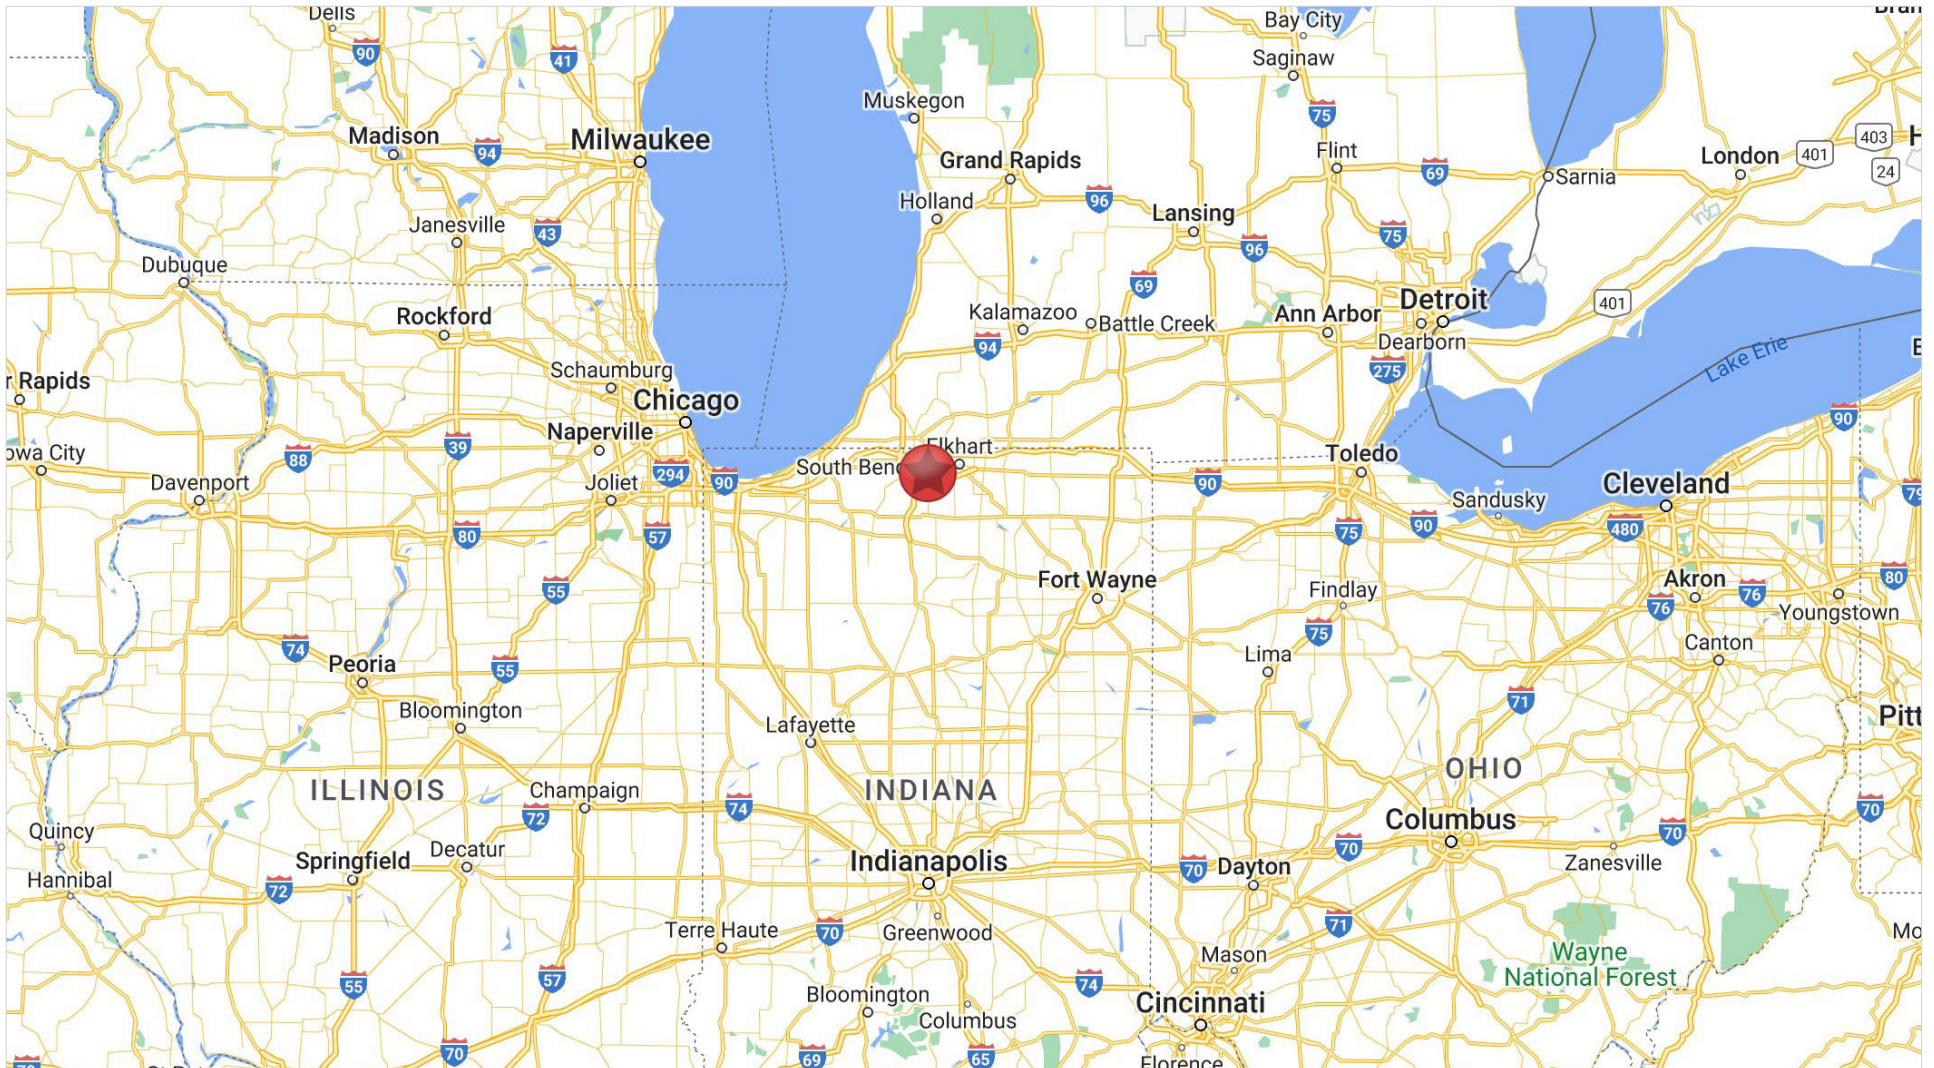 Dells
Bay City
Saginaw
90
41
75
Muskegon
Madison
94
Milwaukee
Grand Rapids
Flint
69
Sarnia
London
401
403
24
Holland
96
Lansing
96
75
Janesville
43
Dubuque
69
401
Rockford
Kalamazoo
Battle Creek
Ann Arbor
Detroit
Dearborn
94
275
Lake Erie
Schaumburg
r Rapids
Chicago
Naperville
90
Elkhart
owa City
88
39
294
90
South Ben
90
Toledo
Davenport
Joliet
Sandusky
Cleveland
79
80
57
75
90
480
Fort Wayne
55
Findlay
Akron
76
76
80
Youngstown
74
75
Canton
Peoria
55
Lima
Bloomington
71
Lafayette
Pitt
ILLINOIS
INDIANA
OHIO
Champaign
72
74
70
Quincy
Columbus
70
Springfield
Decatur
Indianapolis
70
Dayton
70
Zanesville
Hannibal
72
Terre Haute
70
Greenwood
71
Mo
Mason
Wayne
National Forest
55
57
74
Bloomington
Cincinnati
Columbus
70
69
65
Florence